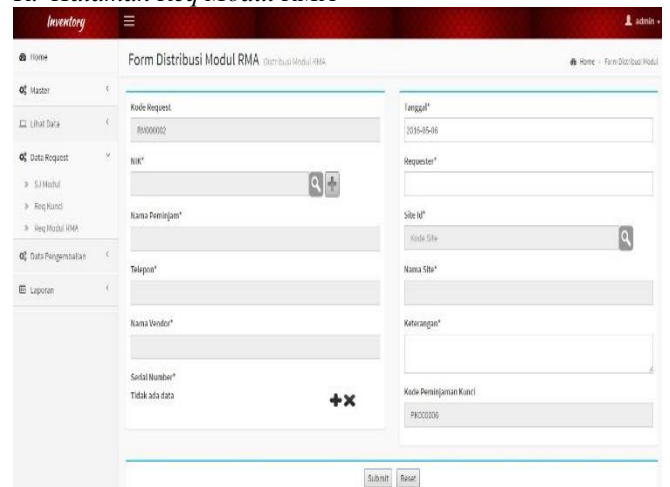 Inventory
admin
Home
Form Distribusi Modul RMA Distribusi Modul RMA
Home
Form Distribusi Modul
Master
Lihat Data
Data Request
SJ Modul
Req Kunci
Req Modul RMA
Data Pengembalian
Laporan
Kode Request
RM000002
NIK*
Nama Peminjam*
Telepon*
Nama Vendor*
Serial Number*
Tidak ada data
Tanggal*
2016-05-06
Requester*
Site Id*
Kode Site
Nama Site*
Keterangan*
Kode Peminjaman Kunci
PK000006
Submit
Reset